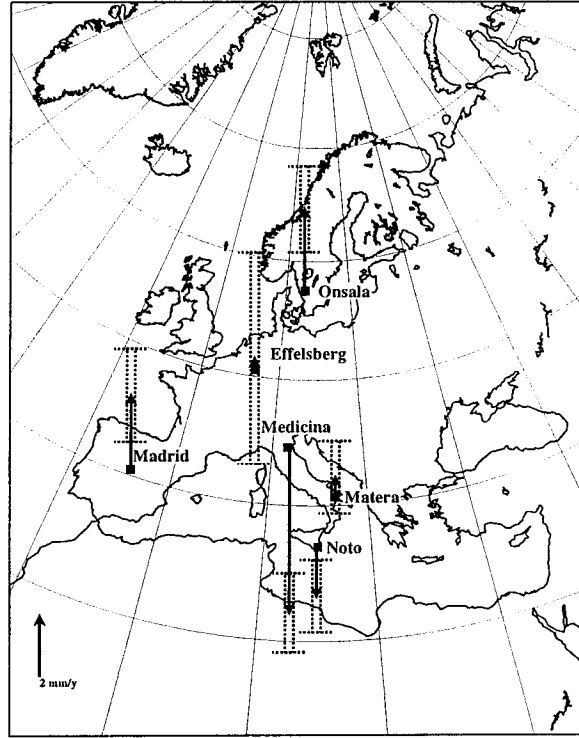 Onsala
Effelsberg
Medicina
Madrid
Matera
Noto
2 mm/y